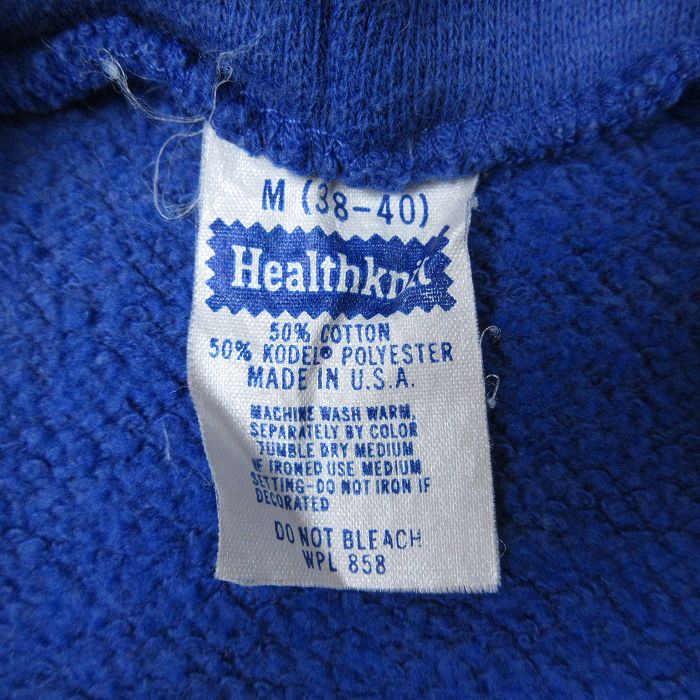 M (38-40)
Healthknit
50% COTTON
50% KODEL® POLYESTER
MADE IN U.S.A.
MACHINE WASH WARM,
SEPARATELY BY COLOR
TUMBLE DRY MEDIUM
IF IRONED USE MEDIUM
SETTING-DO NOT IRON IF
DECORATED
DO NOT BLEACH
WPL 858